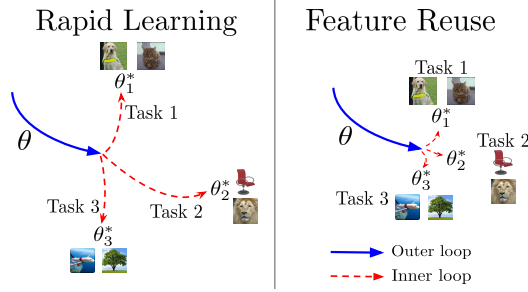 Rapid Learning
θ₁*
Task 1
θ
θ₂*
Task 2
Task 3
θ₃*
Feature Reuse
Task 1
θ₁*
θ
Task 2
θ₂*
θ₃*
Task 3
Outer loop
Inner loop